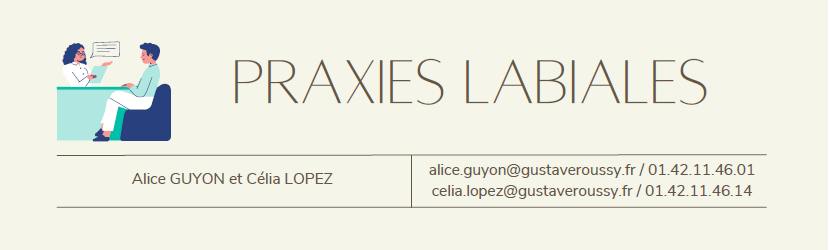 PRAXIES LABIALES
Alice GUYON et Célia LOPEZ
alice.guyon@gustaveroussy.fr / 01.42.11.46.01
celia.lopez@gustaveroussy.fr / 01.42.11.46.14